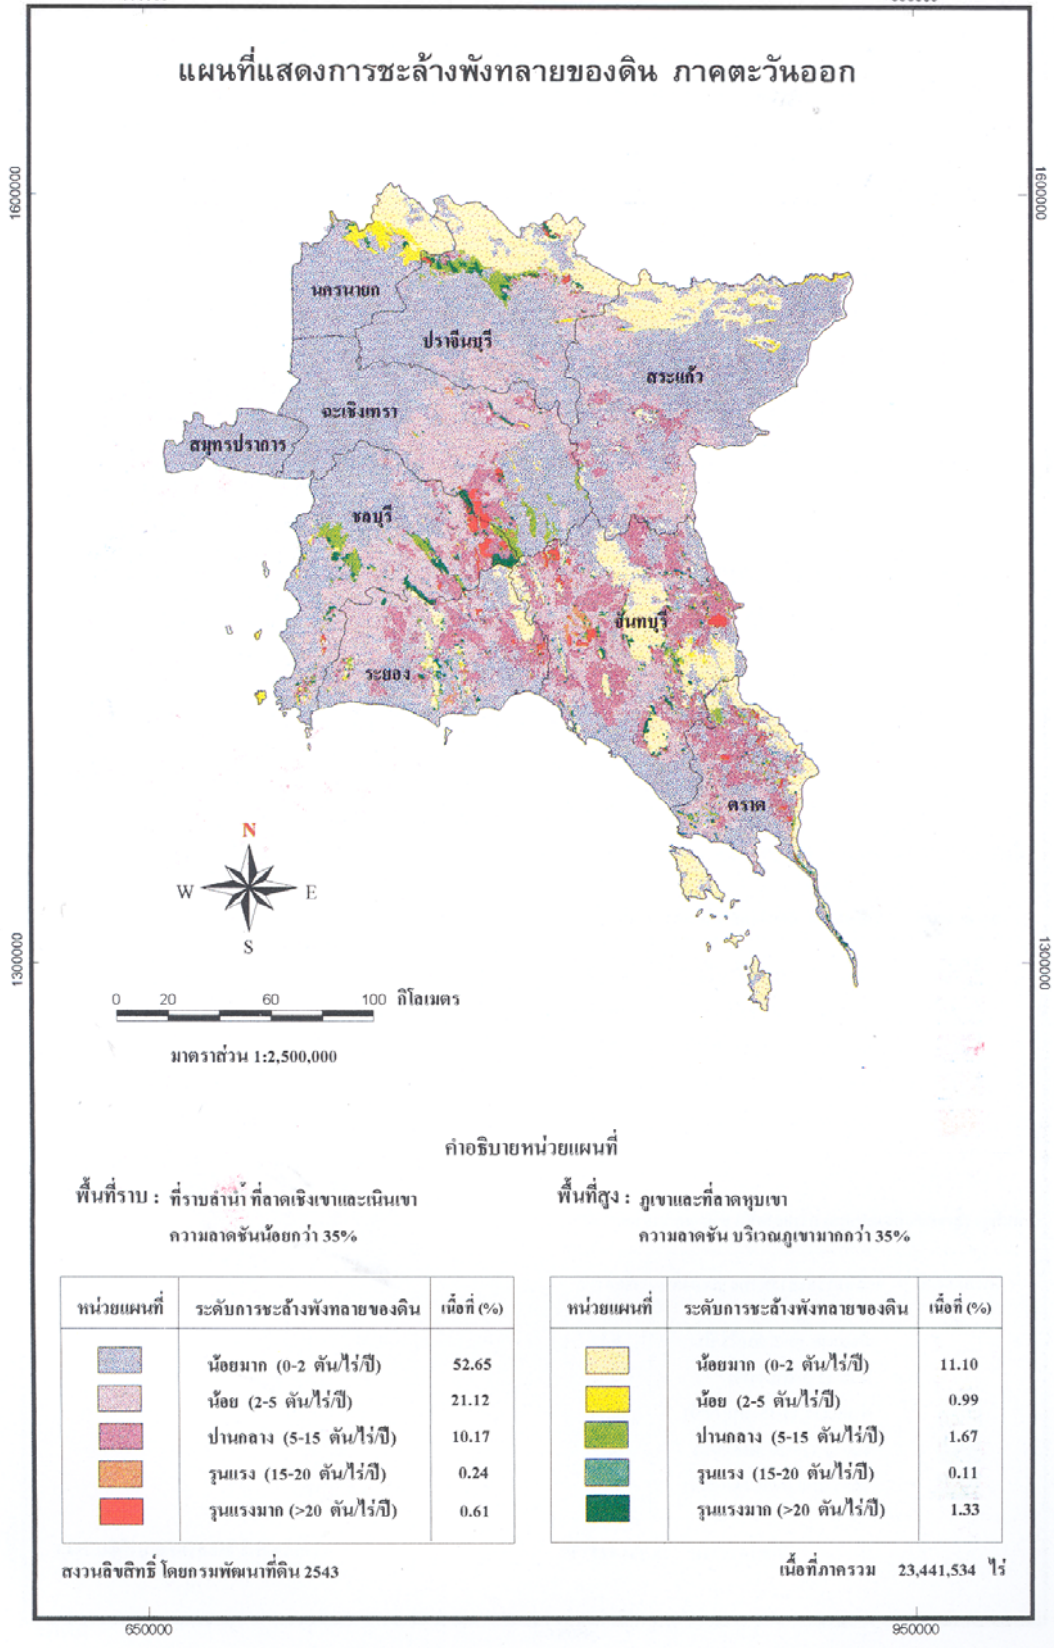 แผนที่แสดงการชะล้างพังทลายของดิน ภาคตะวันออก
1600000
1600000
นครนายก
ปราจีนบุรี
สระแก้ว
ฉะเชิงเทรา
สมุทรปราการ
ชลบุรี
จันทบุรี
ระยอง
ตราด
N
W E
S
1300000
1300000
0 20 60 100 กิโลเมตร
มาตราส่วน 1:2,500,000
คำอธิบายหน่วยแผนที่
พื้นที่ราบ : ที่ราบลำน้ำ ที่ลาดเชิงเขาและเนินเขา
ความลาดชันน้อยกว่า 35%
พื้นที่สูง : ภูเขาและที่ลาดหุบเขา
ความลาดชัน บริเวณภูเขามากกว่า 35%
หน่วยแผนที่ ระดับการชะล้างพังทลายของดิน เนื้อที่ (%)
น้อยมาก (0-2 ตัน/ไร่/ปี) 52.65
น้อย (2-5 ตัน/ไร่/ปี) 21.12
ปานกลาง (5-15 ตัน/ไร่/ปี) 10.17
รุนแรง (15-20 ตัน/ไร่/ปี) 0.24
รุนแรงมาก (>20 ตัน/ไร่/ปี) 0.61
หน่วยแผนที่ ระดับการชะล้างพังทลายของดิน เนื้อที่ (%)
น้อยมาก (0-2 ตัน/ไร่/ปี) 11.10
น้อย (2-5 ตัน/ไร่/ปี) 0.99
ปานกลาง (5-15 ตัน/ไร่/ปี) 1.67
รุนแรง (15-20 ตัน/ไร่/ปี) 0.11
รุนแรงมาก (>20 ตัน/ไร่/ปี) 1.33
สงวนลิขสิทธิ์ โดยกรมพัฒนาที่ดิน 2543
เนื้อที่ภาครวม 23,441,534 ไร่
650000
950000